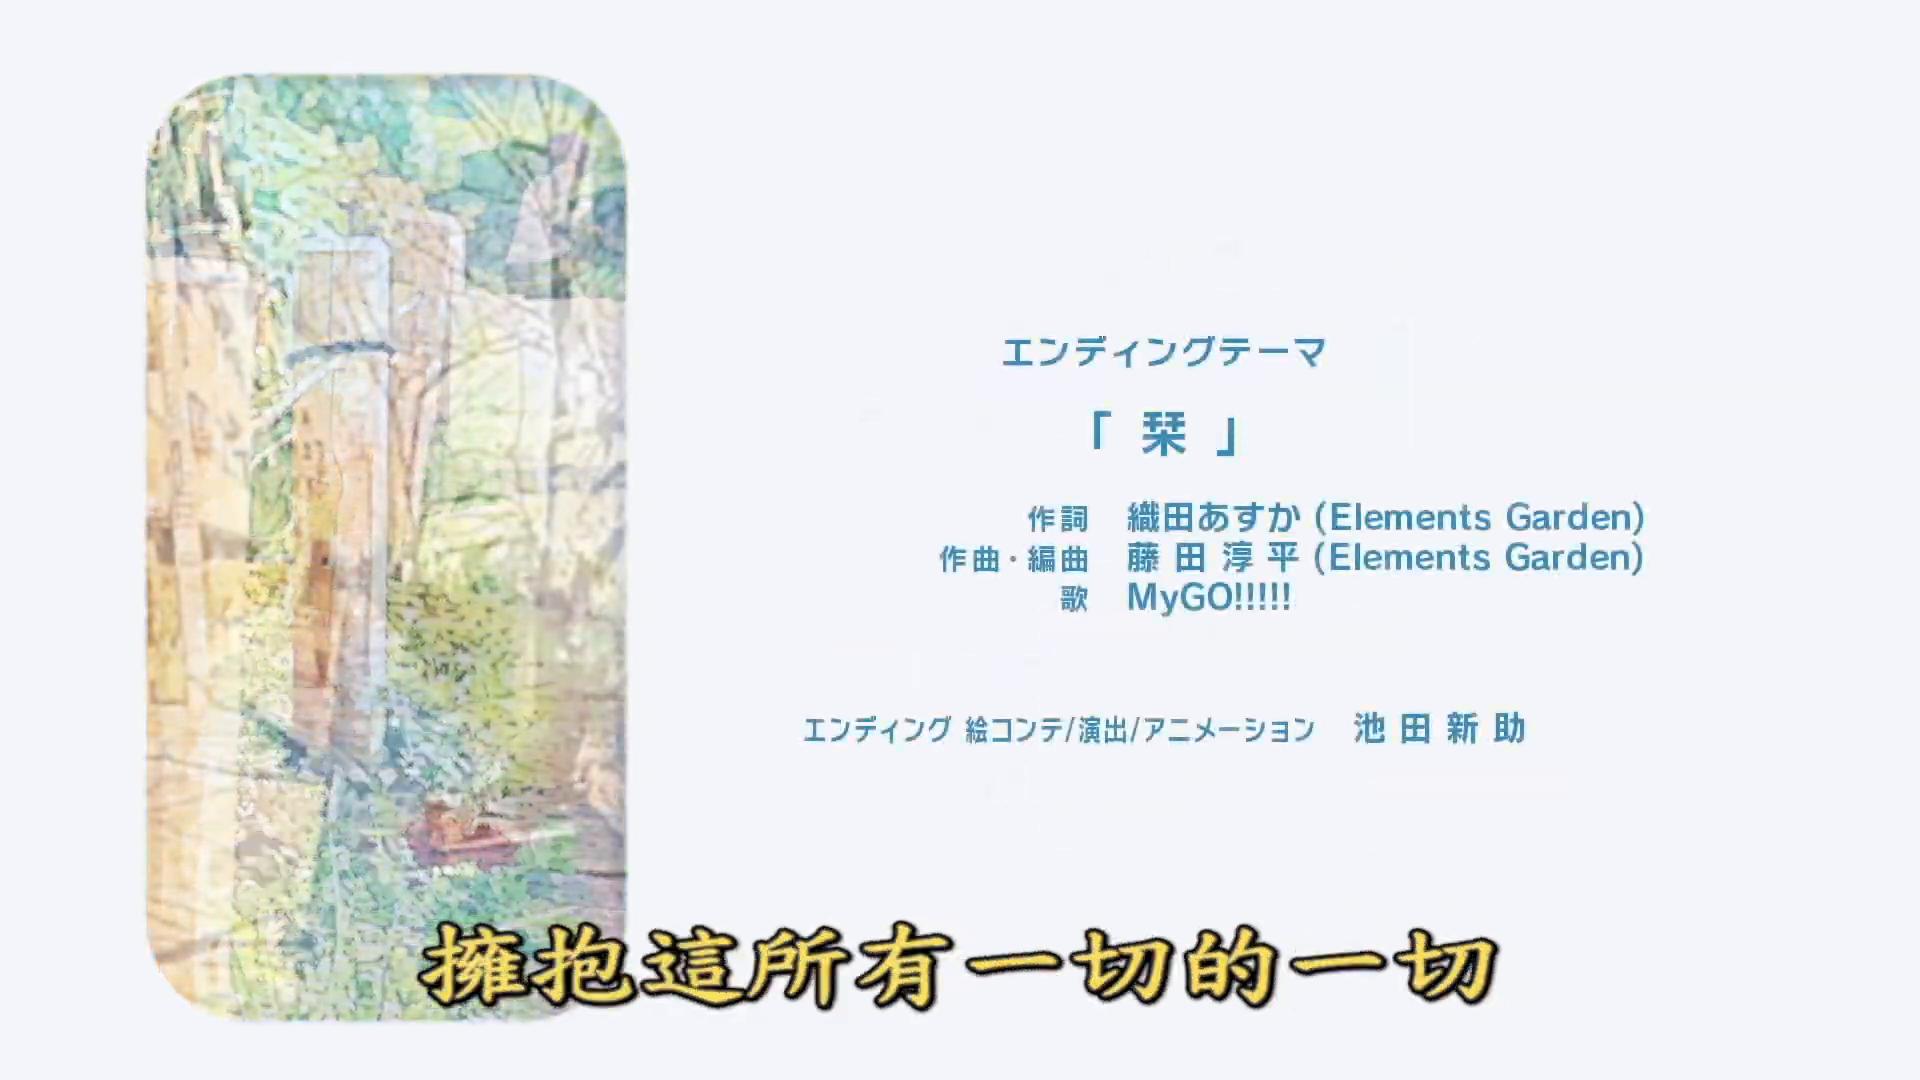 エンディングテーマ
「栞」
作詞 織田あすか (Elements Garden)
作曲・編曲 藤田淳平 (Elements Garden)
歌 MyGO!!!!!
エンディング 絵コンテ/演出/アニメーション 池田新助
擁抱這所有一切的一切